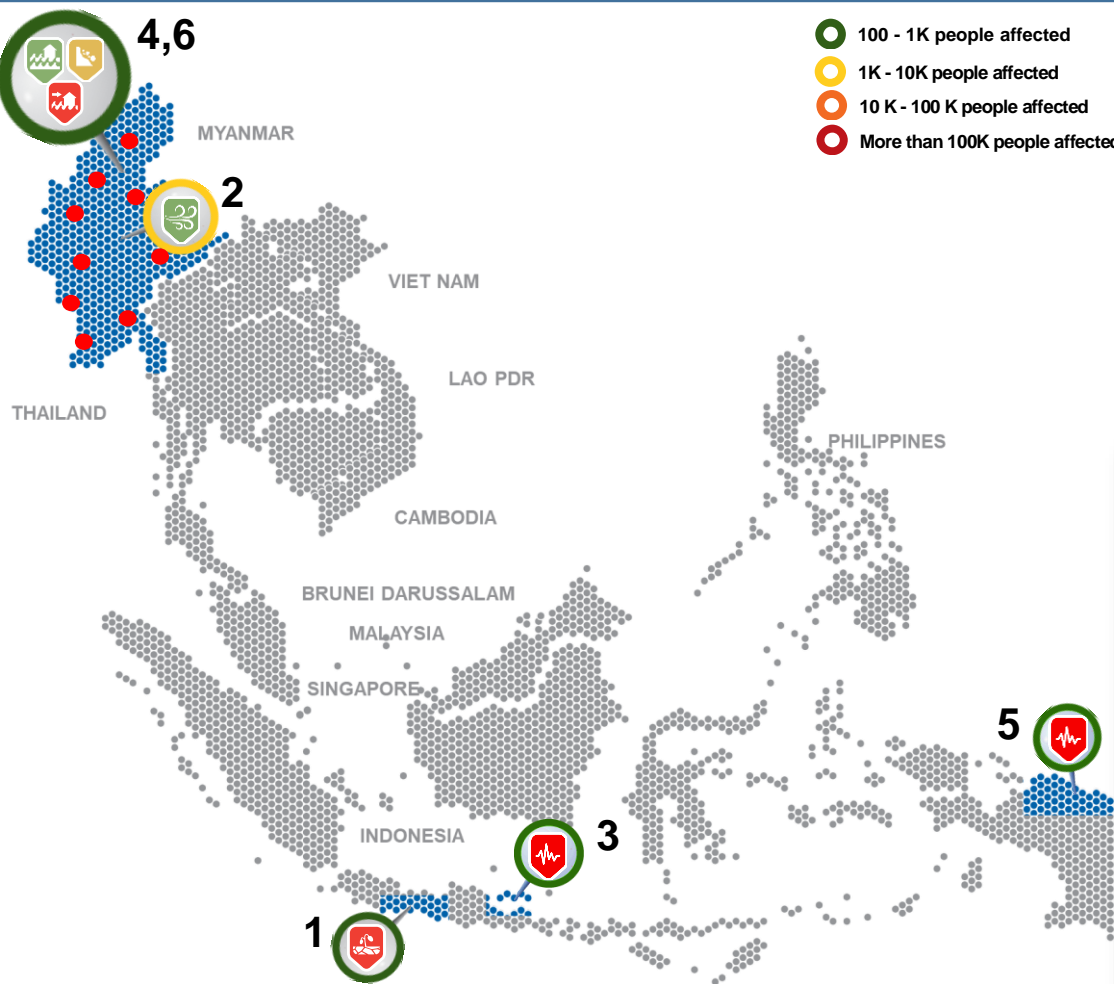 4,6
100 - 1K people affected
1K - 10K people affected
10 K - 100 K people affected
More than 100K people affected
MYANMAR
2
VIET NAM
LAO PDR
THAILAND
PHILIPPINES
CAMBODIA
BRUNEI DARUSSALAM
MALAYSIA
SINGAPORE
5
INDONESIA
3
1